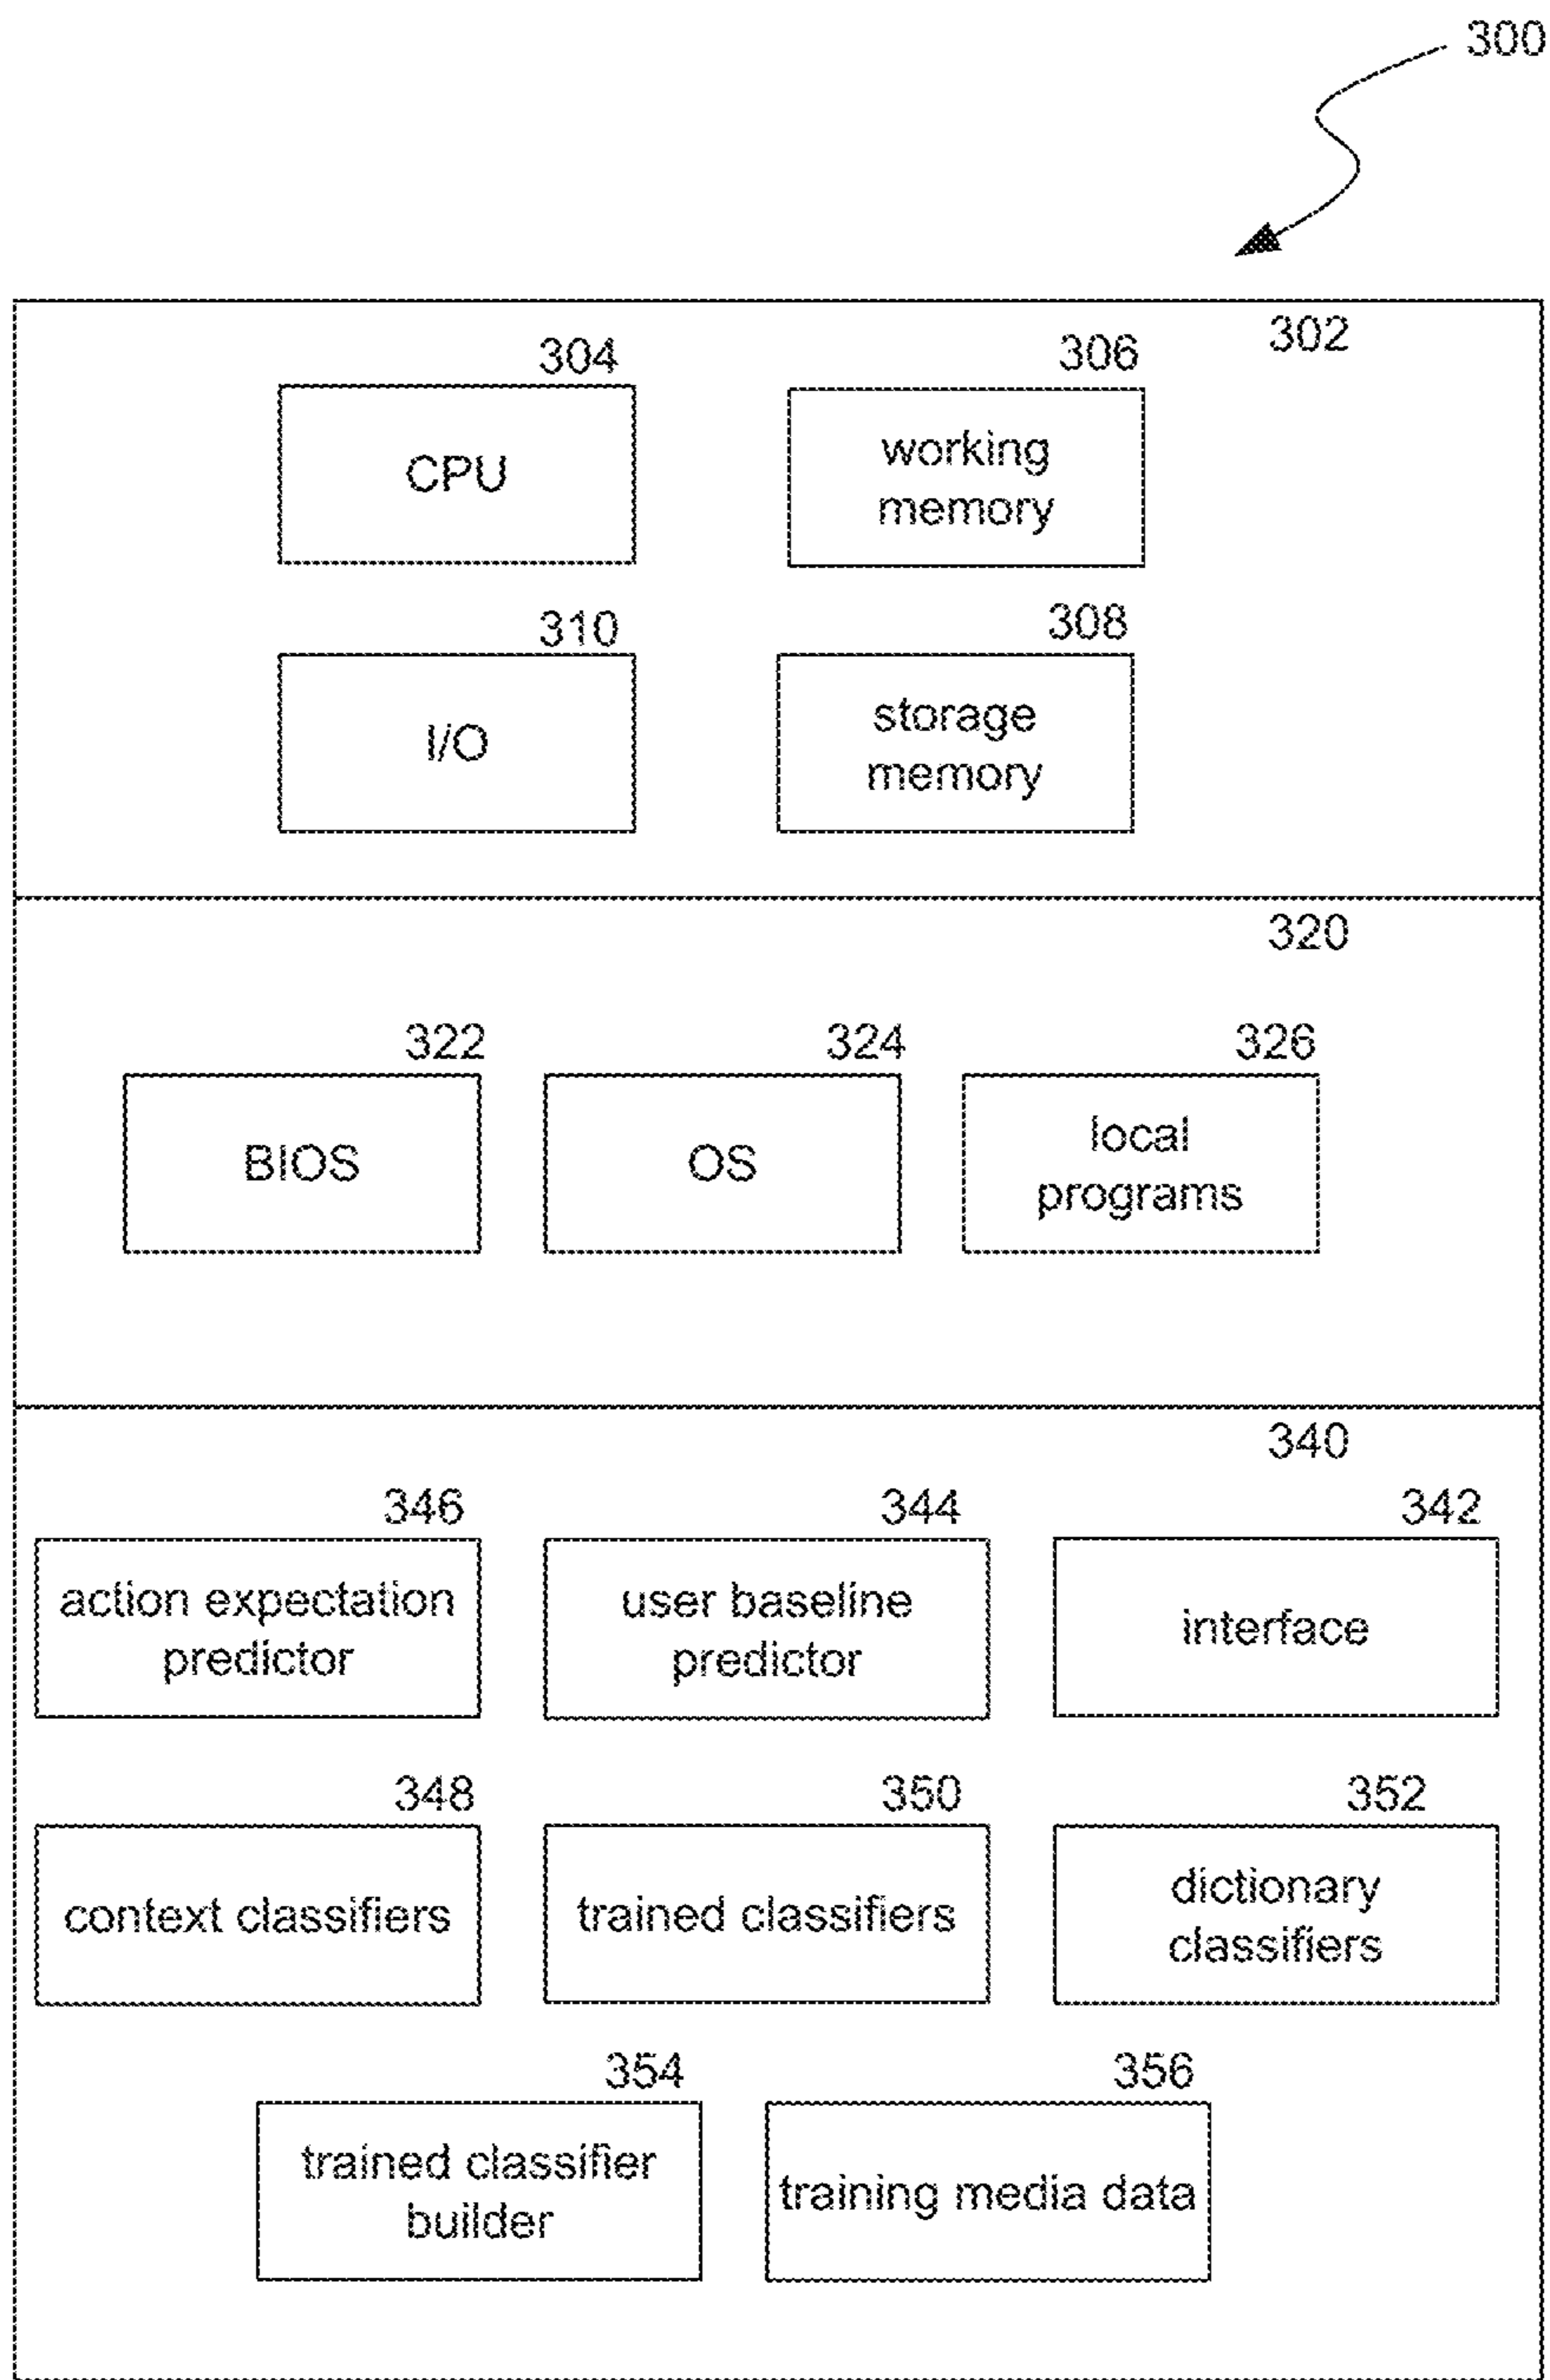 300
302
304
CPU
306
working
memory
310
I/O
308
storage
memory
320
322
BIOS
324
OS
326
local
programs
340
346
action expectation
predictor
344
user baseline
predictor
342
interface
348
context classifiers
350
trained classifiers
352
dictionary
classifiers
354
trained classifier
builder
356
training media data